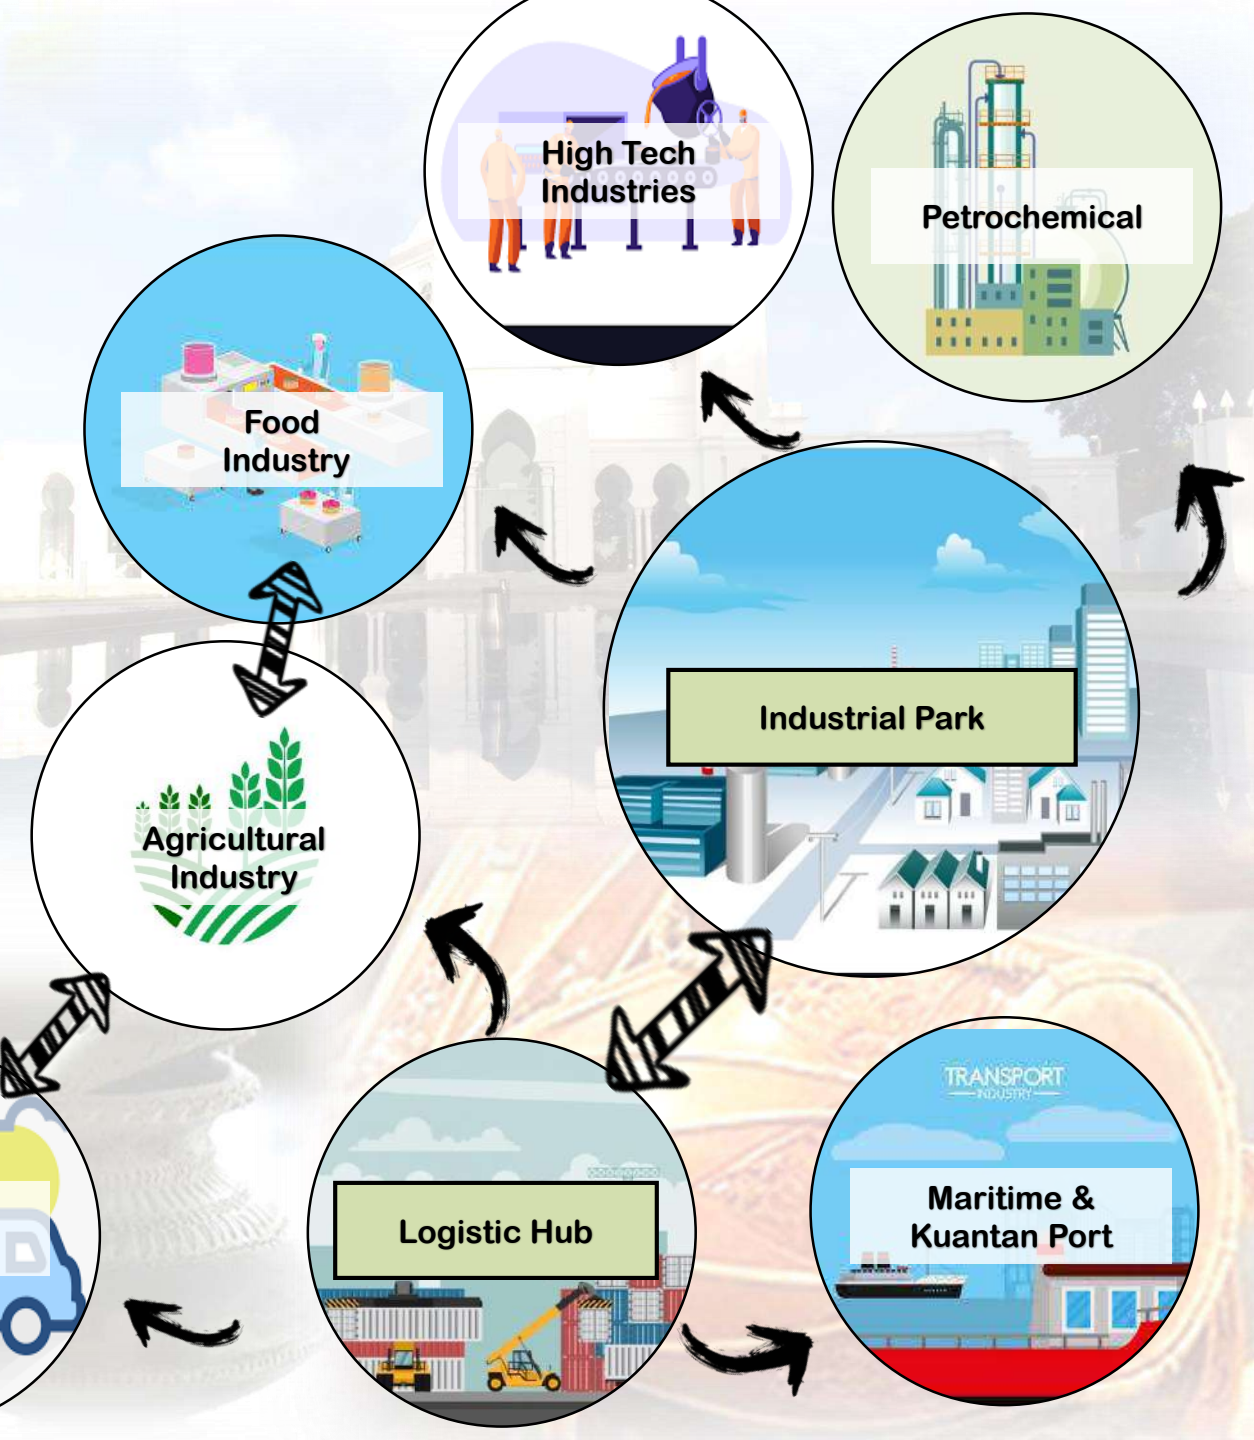 High Tech
Industries
Petrochemical
Food
Industry
Industrial Park
Agricultural
Industry
TRANSPORT
INDUSTRY
Maritime &
Kuantan Port
Logistic Hub